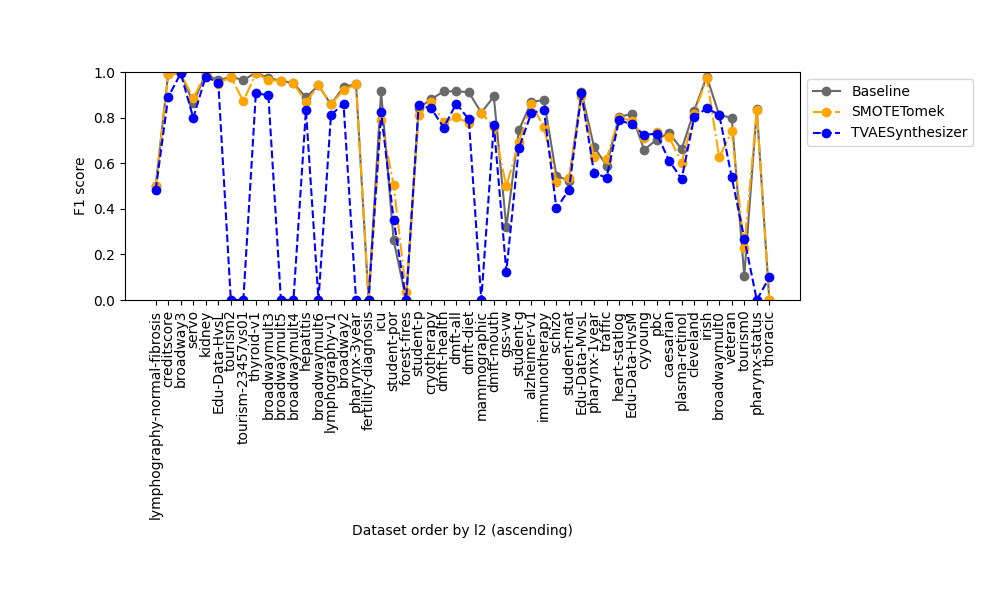 1.0
0.8
0.6
0.4
0.2
0.0
F1 score
Baseline
SMOTETomek
TVAESynthesizer
lymphography-normal-fibrosis
creditscore
broadway3
servo
kidney
Edu-Data-HvsL
tourism2
tourism-23457vs01
thyroid-v1
broadwaymult3
broadwaymult5
broadwaymult4
hepatitis
broadwaymult6
lymphography-v1
broadway2
pharynx-3year
fertility-diagnosis
icu
student-por
forest-fires
student-p
cryotherapy
dmft-health
dmft-all
dmft-diet
mammographic
dmft-mouth
gss-vw
student-g
alzheimer-v1
immunotherapy
schizo
student-mat
Edu-Data-MvsL
pharynx-1year
traffic
heart-statlog
Edu-Data-HvsM
cyyoung
pbc
caesarian
plasma-retinol
cleveland
irish
broadwaymult0
veteran
tourism0
pharynx-status
thoracic
Dataset order by l2 (ascending)